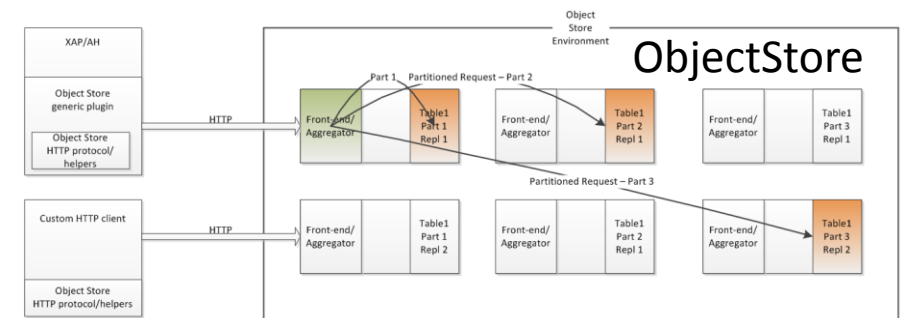 Object
Store
Environment
ObjectStore
XAP/AH
Object Store
generic plugin
Object Store
HTTP protocol/
helpers
HTTP
Part 1
Partitioned Request – Part 2
Front-end/
Aggregator
Table1
Part 1
Repl 1
Front-end/
Aggregator
Table1
Part 2
Repl 1
Front-end/
Aggregator
Table1
Part 3
Repl 1
Partitioned Request – Part 3
Custom HTTP client
Object Store
HTTP protocol/helpers
HTTP
Front-end/
Aggregator
Table1
Part 1
Repl 2
Front-end/
Aggregator
Table1
Part 2
Repl 1
Front-end/
Aggregator
Table1
Part 3
Repl 2